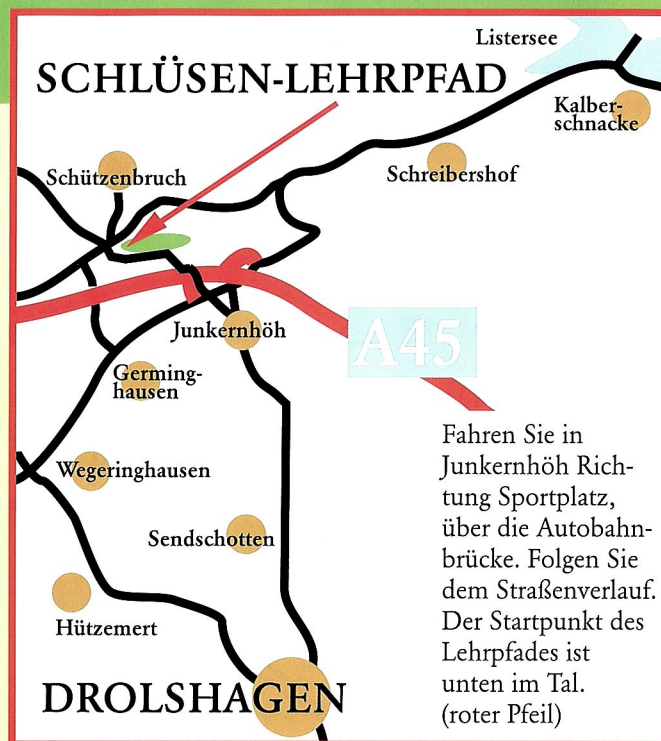 Listersee
SCHLÜSEN-LEHRPFAD
Kalber-
schnacke
Schützenbruch
Schreibershof
Junkernhöh
A45
Germing-
hausen
Wegeringhausen
Sendschotten
Hützemert
DROLSHAGEN
Fahren Sie in
Junkernhöh Rich-
tung Sportplatz,
über die Autobahn-
brücke. Folgen Sie
dem Straßenverlauf.
Der Startpunkt des
Lehrpfades ist
unten im Tal.
(roter Pfeil)